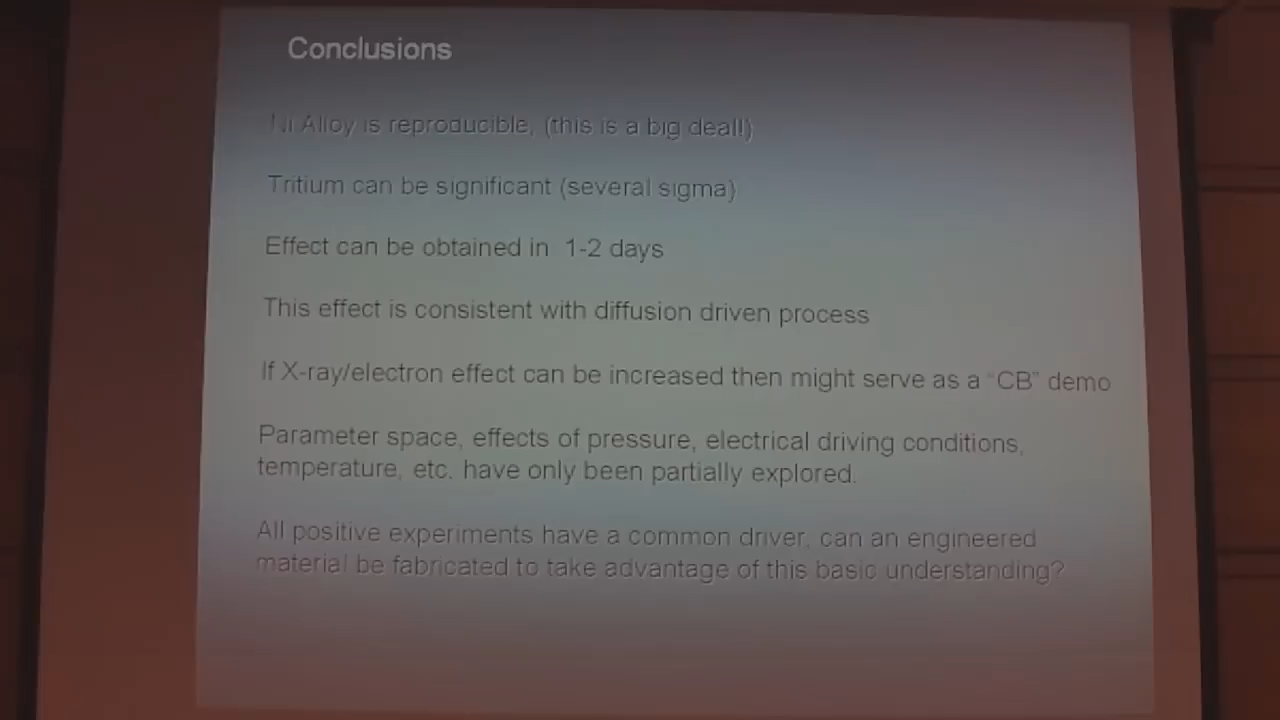 Conclusions
Ni Alloy is reproducible, (this is a big deal!)
Tritium can be significant (several sigma)
Effect can be obtained in 1-2 days
This effect is consistent with diffusion driven process
If X-ray/electron effect can be increased then might serve as a "CB" demo
Parameter space, effects of pressure, electrical driving conditions,
temperature, etc. have only been partially explored.
All positive experiments have a common driver, can an engineered
material be fabricated to take advantage of this basic understanding?